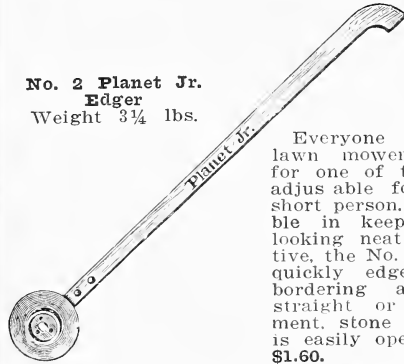 No. 2 Planet Jr.
Edger
Weight 3¼ lbs.
Planet Jr.
Everyone
lawn mower
for one of t
adjus able fo
short person.
ble in keep
looking neat
tive, the No.
quickly edge
bordering a
straight or
ment, stone
is easily ope
$1.60.